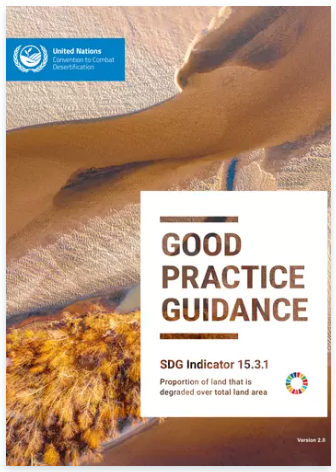 United Nations
Convention to Combat
Desertification
GOOD
PRACTICE
GUIDANCE
SDG Indicator 15.3.1
Proportion of land that is
degraded over total land area
Version 2.0